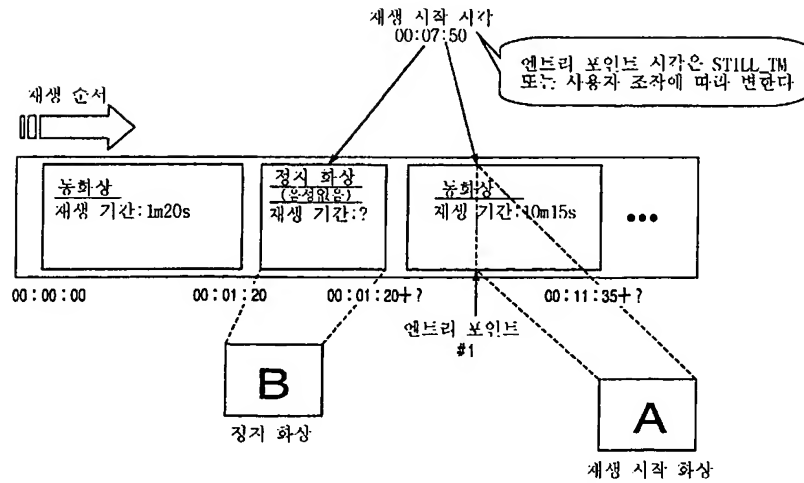 재생 시작 시각
00:07:50
엔트리 포인트 시각은 STILL_TM
또는 사용자 조작에 따라 변한다
재생 순서
동화상
재생 기간:1m20s
정지 화상
(음성없음)
재생 기간:?
동화상
재생 기간:10m15s
•••
00:00:00
00:01:20
00:01:20+?
00:11:35+?
엔트리 포인트
#1
B
정지 화상
A
재생 시작 화상